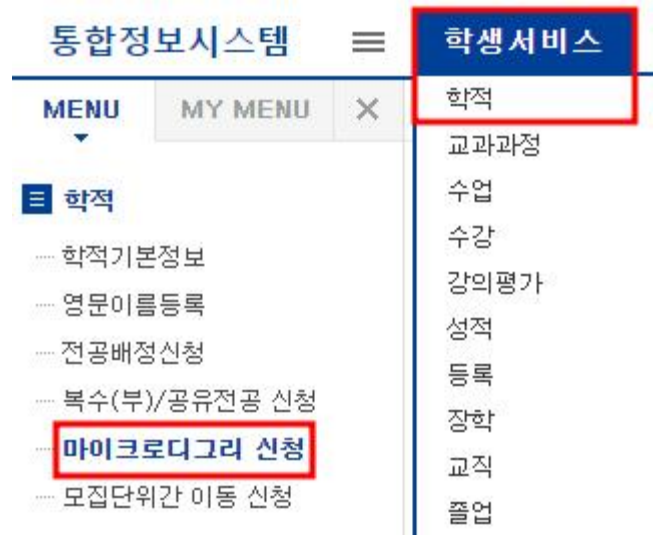 통합정보시스템
MENU MY MENU
학적
학적기본정보
영문이름등록
전공배정신청
복수(부)/공유전공 신청
마이크로디그리 신청
모집단위간 이동 신청
학생서비스
학적
교과과정
수업
수강
강의평가
성적
등록
장학
교직
졸업